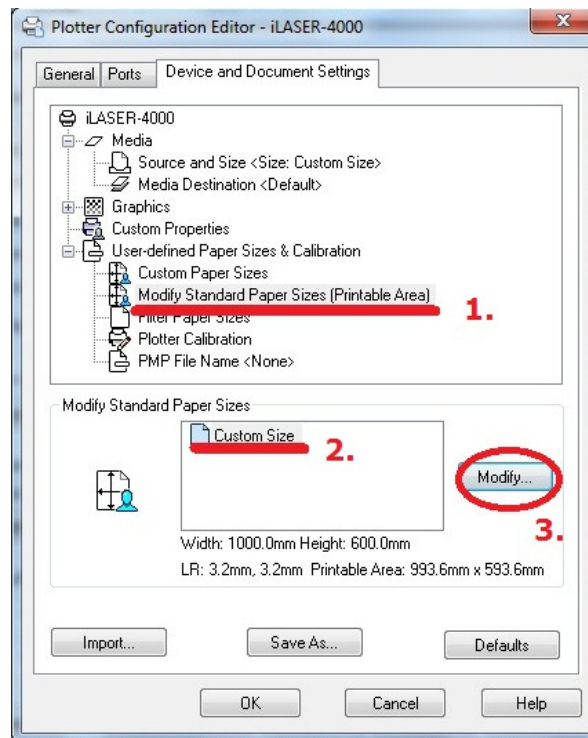 Plotter Configuration Editor - iLASER-4000
General Ports Device and Document Settings
iLASER-4000
Media
Source and Size <Size: Custom Size>
Media Destination <Default>
Graphics
Custom Properties
User-defined Paper Sizes & Calibration
Custom Paper Sizes
Modify Standard Paper Sizes (Printable Area)
1.
Filter Paper Sizes
Plotter Calibration
PMP File Name <None>
Modify Standard Paper Sizes
Custom Size
2.
Modify...
3.
Width: 1000.0mm Height: 600.0mm
LR: 3.2mm, 3.2mm Printable Area: 993.6mm x 593.6mm
Import... Save As... Defaults
OK Cancel Help